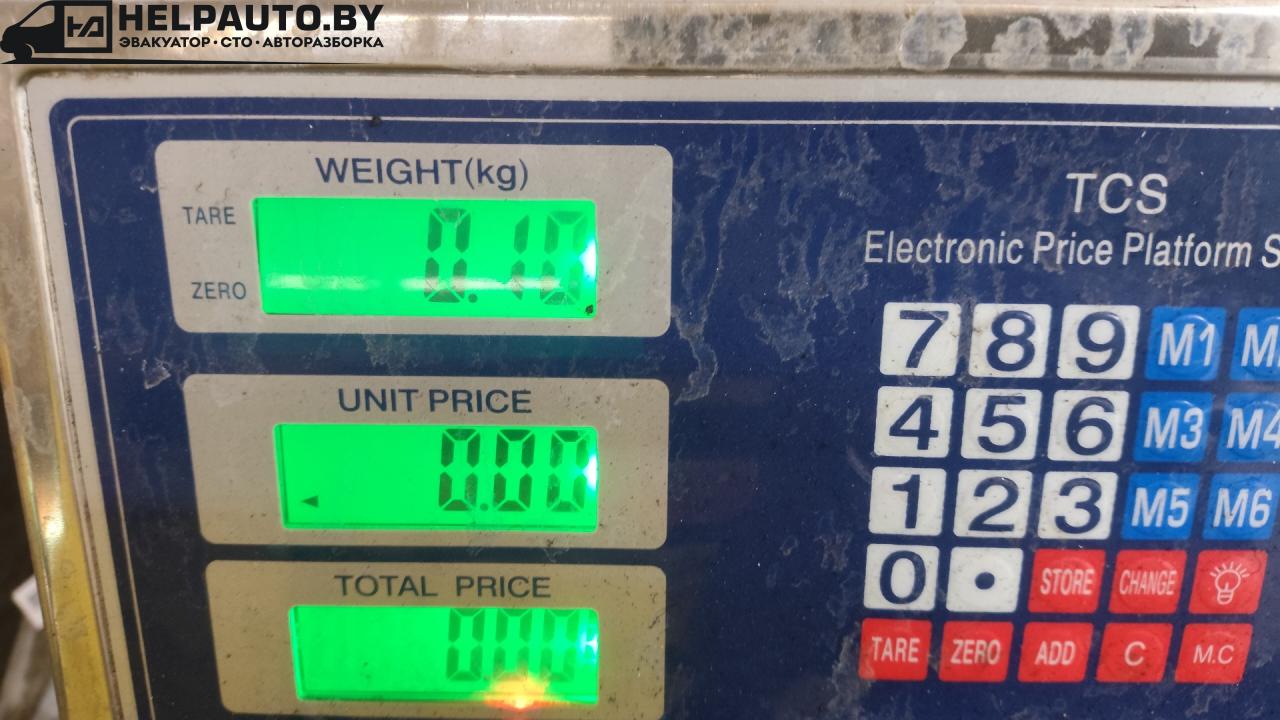 HELPAUTO.BY
ЭВАКУАТОР · СТО · АВТОРАЗБОРКА
WEIGHT(kg)
TARE
0.10
ZERO
UNIT PRICE
0.00
TOTAL PRICE
0.00
TCS
Electronic Price Platform S
7 8 9 M1 M
4 5 6 M3 M4
1 2 3 M5 M6
0 • STORE CHANGE
TARE ZERO ADD C M.C